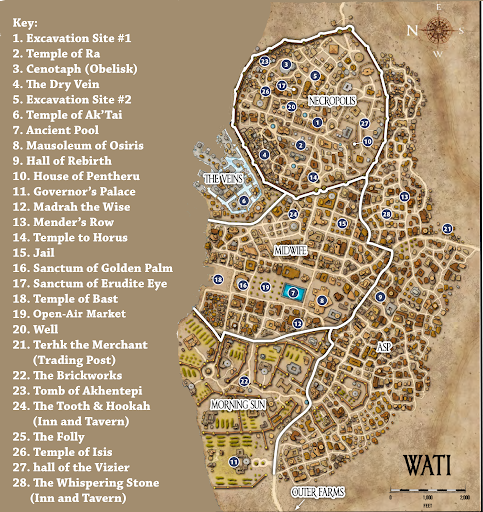 Key:
1. Excavation Site #1
2. Temple of Ra
3. Cenotaph (Obelisk)
4. The Dry Vein
5. Excavation Site #2
6. Temple of Ak'Tai
7. Ancient Pool
8. Mausoleum of Osiris
9. Hall of Rebirth
10. House of Pentheru
11. Governor's Palace
12. Madrah the Wise
13. Mender's Row
14. Temple to Horus
15. Jail
16. Sanctum of Golden Palm
17. Sanctum of Erudite Eye
18. Temple of Bast
19. Open-Air Market
20. Well
21. Terhk the Merchant
(Trading Post)
22. The Brickworks
23. Tomb of Akhentepi
24. The Tooth & Hookah
(Inn and Tavern)
25. The Folly
26. Temple of Isis
27. hall of the Vizier
28. The Whispering Stone
(Inn and Tavern)
E
N
S
W
23
3
5
17
26
NECROPOLIS
20
1
27
2
10
4
14
THE VEINS
6
13
24
28
15
21
MIDWIFE
18
16
19
7
8
9
12
ASP
22
MORNING SUN
11
WATI
OUTER FARMS
0 1,000 2,000
FEET